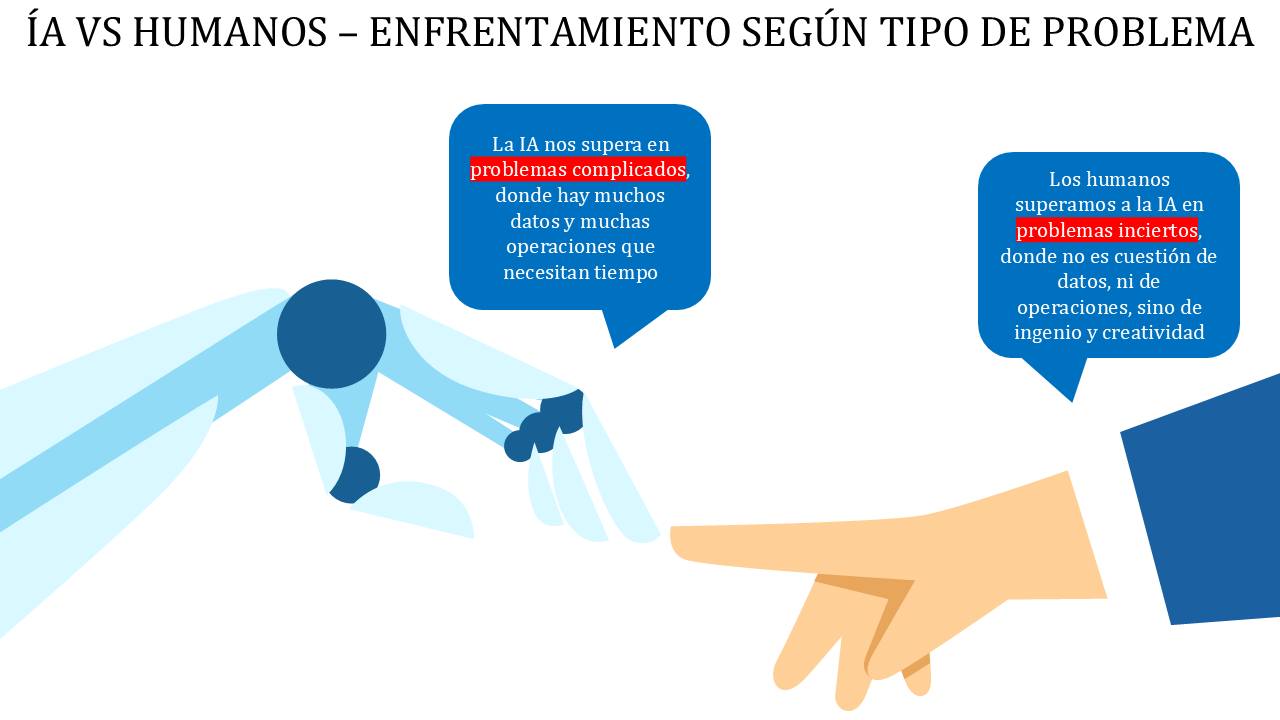 ÍA VS HUMANOS – ENFRENTAMIENTO SEGÚN TIPO DE PROBLEMA
La IA nos supera en
problemas complicados,
donde hay muchos
datos y muchas
operaciones que
necesitan tiempo
Los humanos
superamos a la IA en
problemas inciertos,
donde no es cuestión de
datos, ni de
operaciones, sino de
ingenio y creatividad